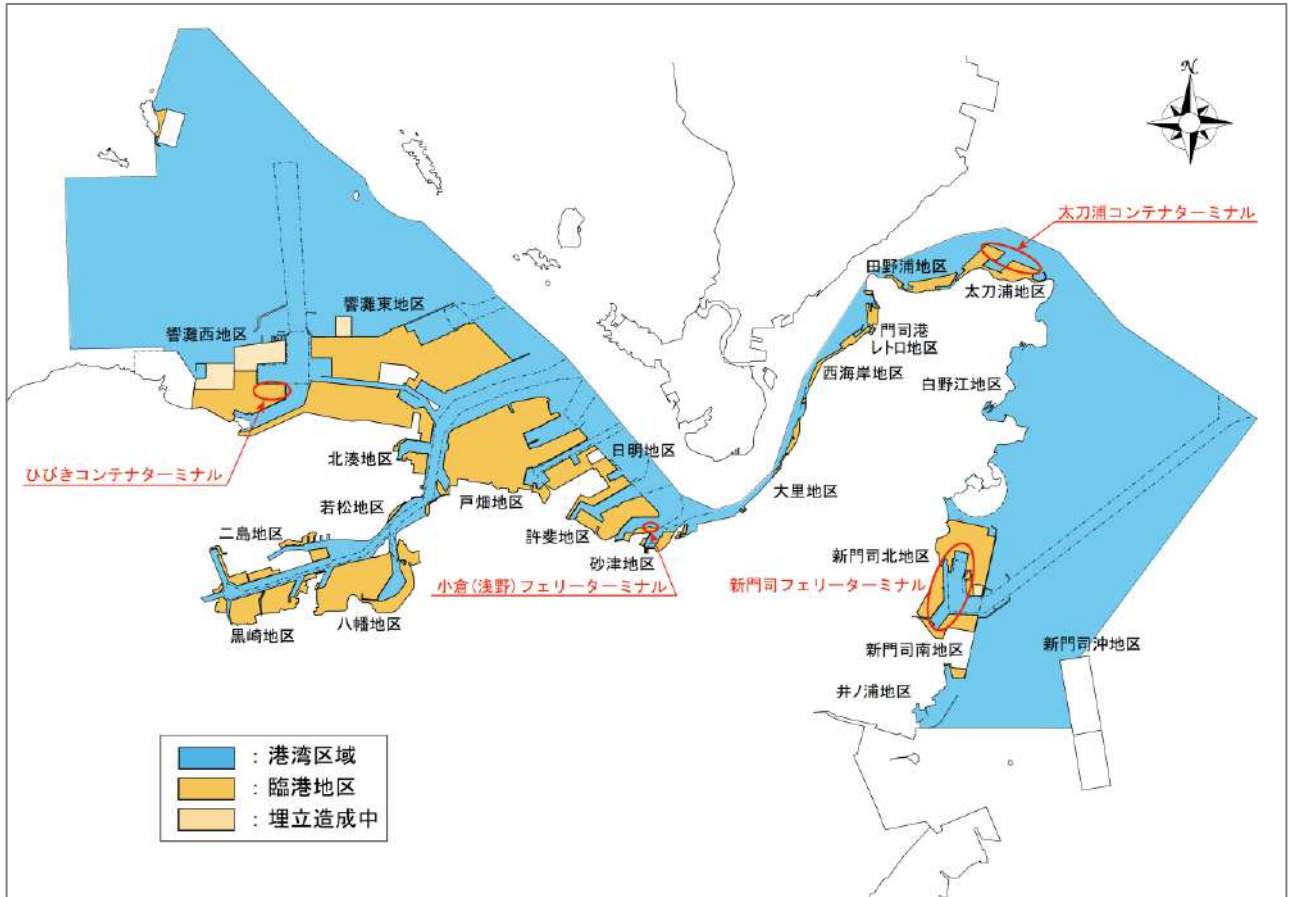 N
太刀浦コンテナターミナル
田野浦地区
太刀浦地区
響灘東地区
響灘西地区
門司港
レトロ地区
西海岸地区
白野江地区
ひびきコンテナターミナル
北湊地区
日明地区
若松地区
戸畑地区
大里地区
二島地区
許斐地区
砂津地区
新門司北地区
小倉(浅野)フェリーターミナル
新門司フェリーターミナル
黒崎地区
八幡地区
新門司南地区
新門司沖地区
井ノ浦地区
：港湾区域
：臨港地区
：埋立造成中